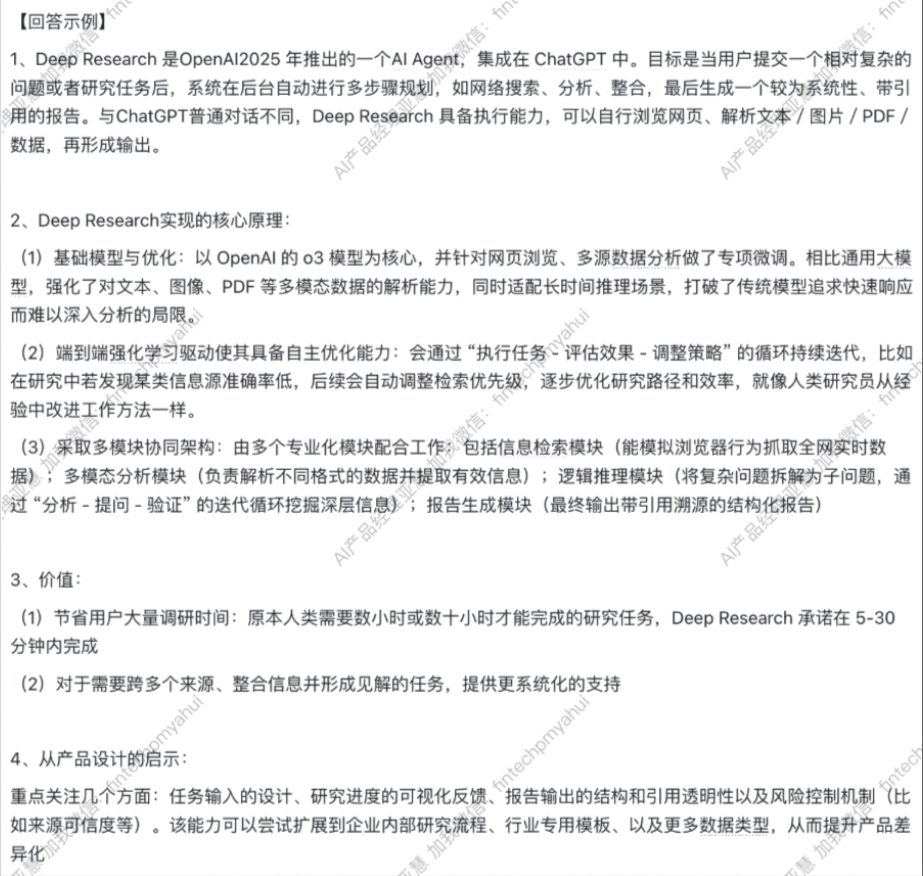 【回答示例】
1、Deep Research 是OpenAI2025 年推出的一个AI Agent，集成在 ChatGPT 中。目标是当用户提交一个相对复杂的
问题或者研究任务后，系统在后台自动进行多步骤规划，如网络搜索、分析、整合，最后生成一个较为系统性、带引
用的报告。与ChatGPT普通对话不同，Deep Research 具备执行能力，可以自行浏览网页、解析文本 / 图片 / PDF /
数据，再形成输出。
2、Deep Research实现的核心原理：
（1）基础模型与优化：以 OpenAI 的 o3 模型为核心，并针对网页浏览、多源数据分析做了专项微调。相比通用大模
型，强化了对文本、图像、PDF 等多模态数据的解析能力，同时适配长时间推理场景，打破了传统模型追求快速响应
而难以深入分析的局限。
（2）端到端强化学习驱动使其具备自主优化能力：会通过 “执行任务 - 评估效果 - 调整策略” 的循环持续迭代，比如
在研究中若发现某类信息源准确率低，后续会自动调整检索优先级，逐步优化研究路径和效率，就像人类研究员从经
验中改进工作方法一样。
（3）采取多模块协同架构：由多个专业化模块配合工作：包括信息检索模块（能模拟浏览器行为抓取全网实时数
据）；多模态分析模块（负责解析不同格式的数据并提取有效信息）；逻辑推理模块（将复杂问题拆解为子问题，通
过 “分析 - 提问 - 验证” 的迭代循环挖掘深层信息）；报告生成模块（最终输出带引用溯源的结构化报告）
3、价值：
（1）节省用户大量调研时间：原本人类需要数小时或数十小时才能完成的研究任务，Deep Research 承诺在 5-30
分钟内完成
（2）对于需要跨多个来源、整合信息并形成见解的任务，提供更系统化的支持
4、从产品设计的启示：
重点关注几个方面：任务输入的设计、研究进度的可视化反馈、报告输出的结构和引用透明性以及风险控制机制（比
如来源可信度等）。该能力可以尝试扩展到企业内部研究流程、行业专用模板、以及更多数据类型，从而提升产品差
异化
AI产品经理亚慧 加我微信：fintechpmyahui